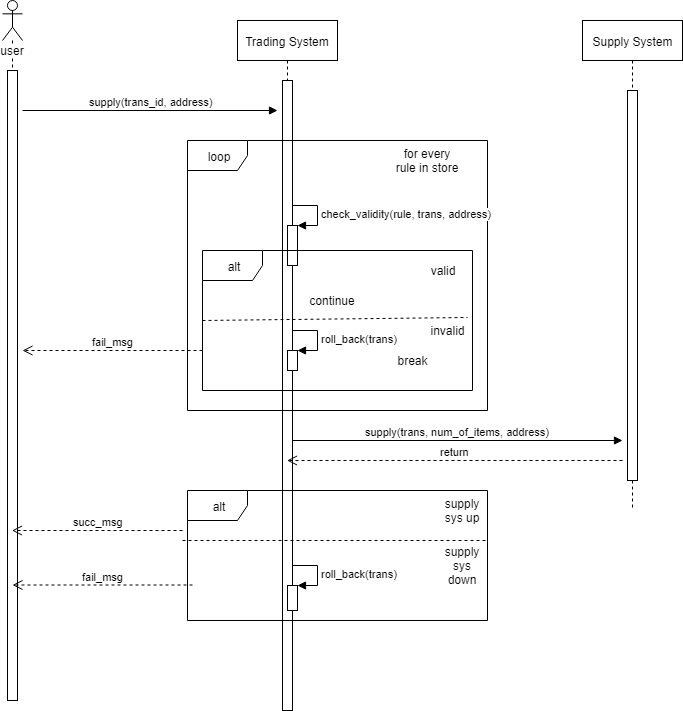 user
Trading System
Supply System
supply(trans_id, address)
loop
for every
rule in store
check_validity(rule, trans, address)
alt
valid
continue
invalid
roll_back(trans)
fail_msg
break
supply(trans, num_of_items, address)
return
alt
supply
sys up
succ_msg
supply
sys
down
roll_back(trans)
fail_msg